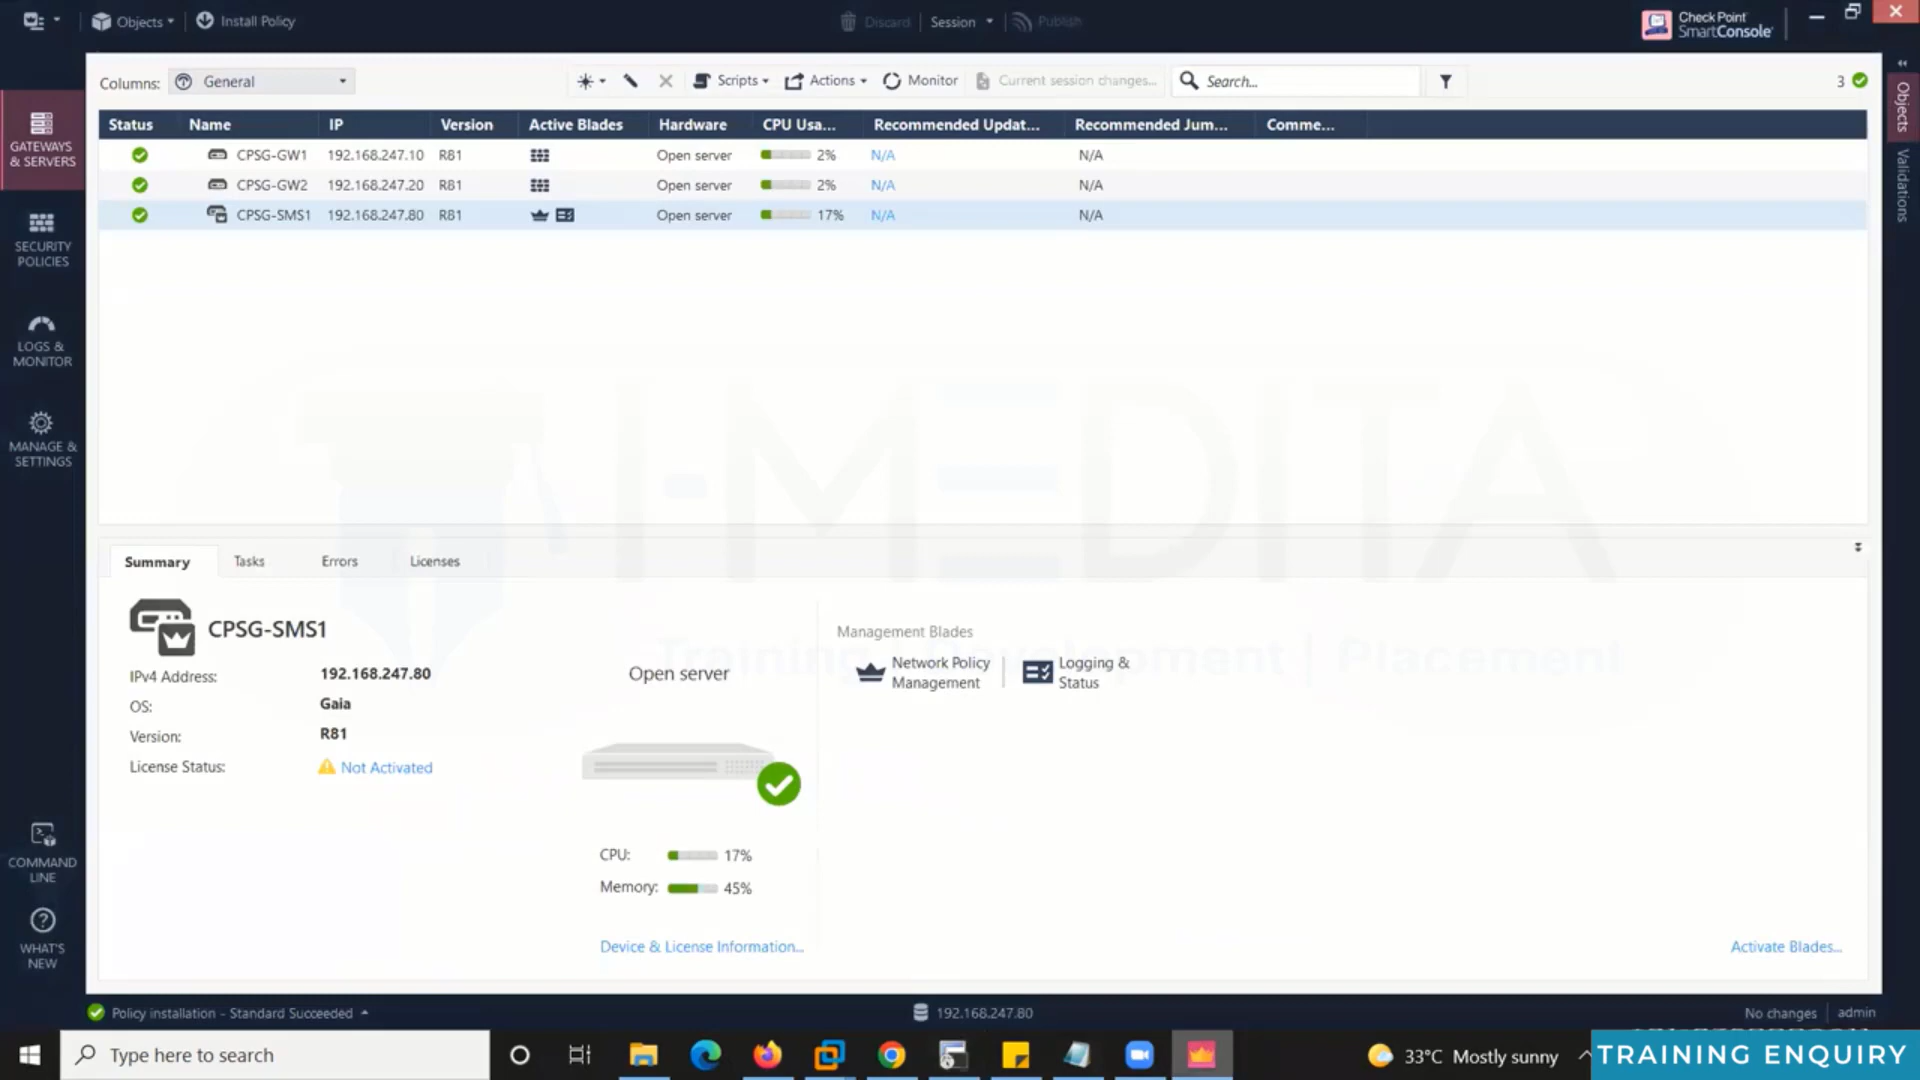 Objects
Install Policy
Discard
Session
Publish
Check Point
SmartConsole
Columns:
General
Scripts
Actions
Monitor
Current session changes...
Search...
3
Status Name IP Version Active Blades Hardware CPU Usa... Recommended Updat... Recommended Jum... Comme...
CPSG-GW1 192.168.247.10 R81 Open server 2% N/A N/A
CPSG-GW2 192.168.247.20 R81 Open server 2% N/A N/A
CPSG-SMS1 192.168.247.80 R81 Open server 17% N/A N/A
GATEWAYS
& SERVERS
SECURITY
POLICIES
LOGS &
MONITOR
MANAGE &
SETTINGS
COMMAND
LINE
WHAT'S
NEW
Objects
Validations
I-MEDITA
Training | Development | Placement
Summary Tasks Errors Licenses
CPSG-SMS1
IPv4 Address: 192.168.247.80
OS: Gaia
Version: R81
License Status: Not Activated
Open server
CPU: 17%
Memory: 45%
Device & License Information...
Management Blades
Network Policy
Management
Logging &
Status
Activate Blades...
Policy installation - Standard Succeeded
192.168.247.80
No changes
admin
Type here to search
33°C Mostly sunny
TRAINING ENQUIRY